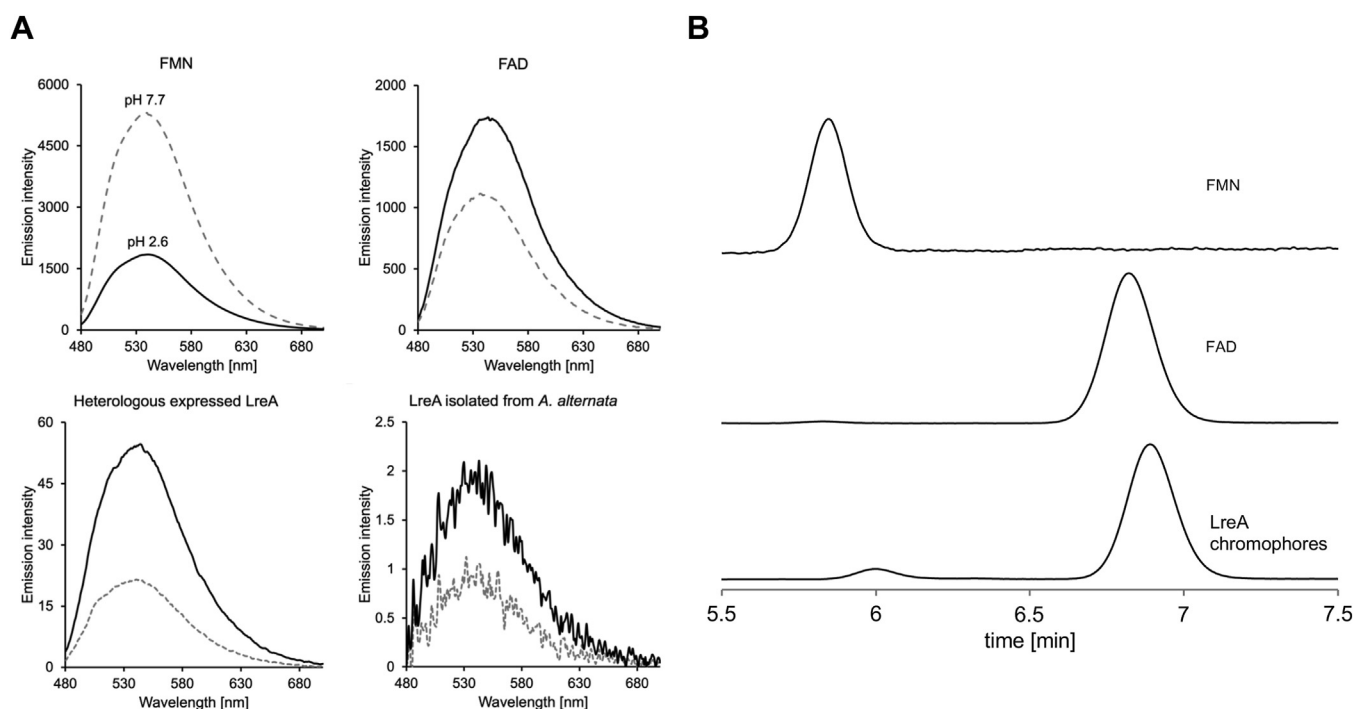 A
B
FMN
6000
4500
3000
1500
0
Emission intensity
pH 7.7
pH 2.6
480 530 580 630 680
Wavelength [nm]
FAD
2000
1500
1000
500
0
Emission intensity
480 530 580 630 680
Wavelength [nm]
Heterologous expressed LreA
60
45
30
15
0
Emission intensity
480 530 580 630 680
Wavelength [nm]
LreA isolated from A. alternata
2.5
2
1.5
1
0.5
0
Emission intensity
480 530 580 630 680
Wavelength [nm]
FMN
FAD
LreA
chromophores
5.5 6 6.5 7 7.5
time [min]